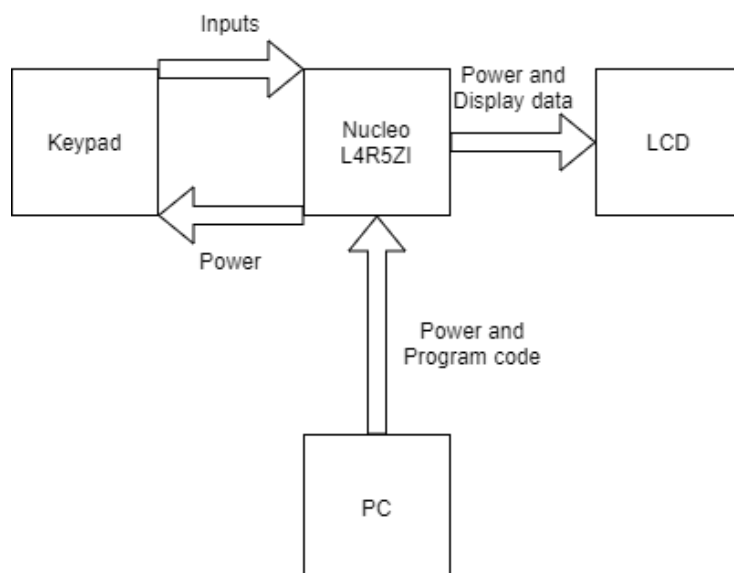 Inputs
Power and
Display data
Keypad
Nucleo
L4R5ZI
LCD
Power
Power and
Program code
PC